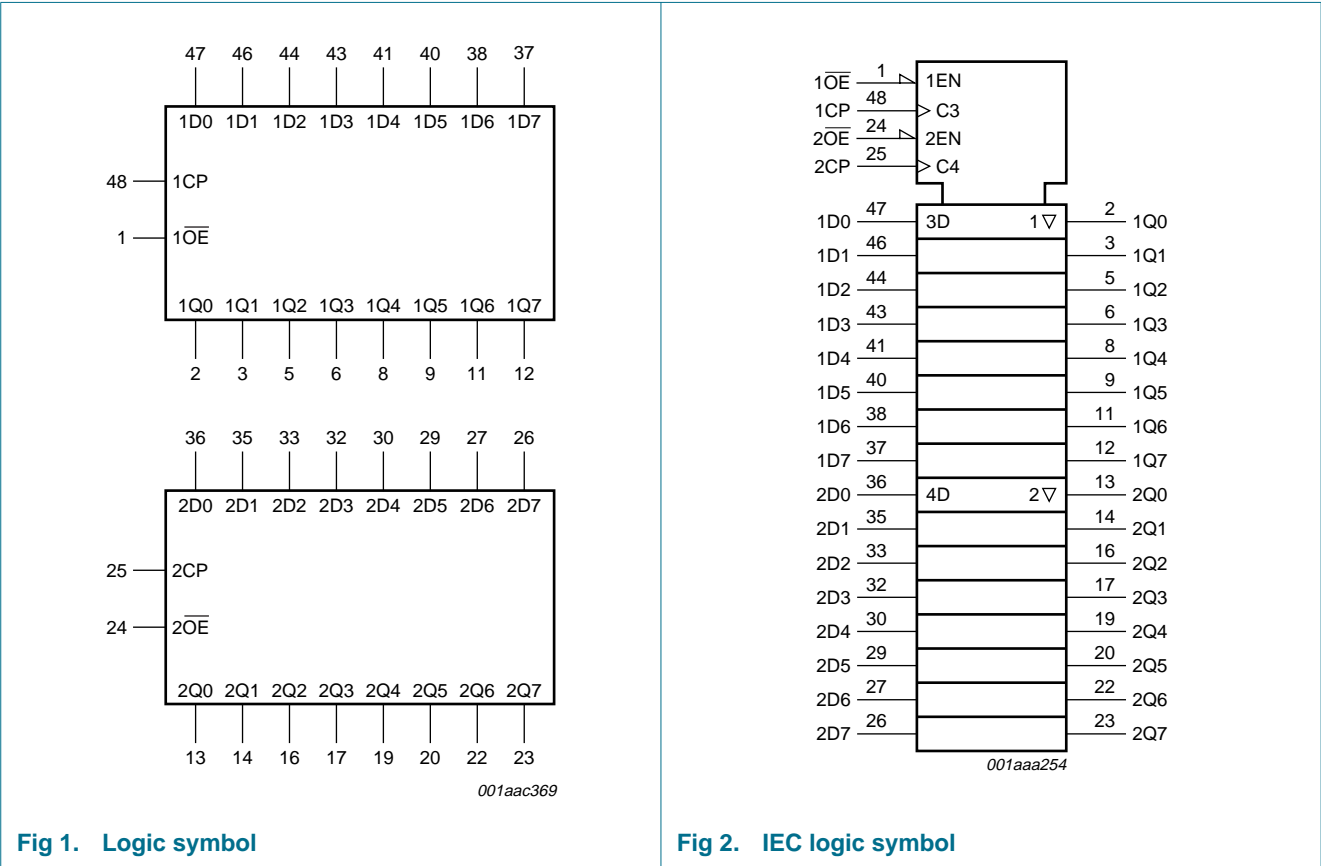 47 46 44 43 41 40 38 37
1D0 1D1 1D2 1D3 1D4 1D5 1D6 1D7
48 1CP
1 1OE
1Q0 1Q1 1Q2 1Q3 1Q4 1Q5 1Q6 1Q7
2 3 5 6 8 9 11 12
36 35 33 32 30 29 27 26
2D0 2D1 2D2 2D3 2D4 2D5 2D6 2D7
25 2CP
24 2OE
2Q0 2Q1 2Q2 2Q3 2Q4 2Q5 2Q6 2Q7
13 14 16 17 19 20 22 23
001aac369
Fig 1. Logic symbol
1OE 1 1EN
1CP 48 C3
2OE 24 2EN
2CP 25 C4
1D0 47 3D 1 ▽ 2 1Q0
1D1 46 3 1Q1
1D2 44 5 1Q2
1D3 43 6 1Q3
1D4 41 8 1Q4
1D5 40 9 1Q5
1D6 38 11 1Q6
1D7 37 12 1Q7
2D0 36 4D 2 ▽ 13 2Q0
2D1 35 14 2Q1
2D2 33 16 2Q2
2D3 32 17 2Q3
2D4 30 19 2Q4
2D5 29 20 2Q5
2D6 27 22 2Q6
2D7 26 23 2Q7
001aaa254
Fig 2. IEC logic symbol